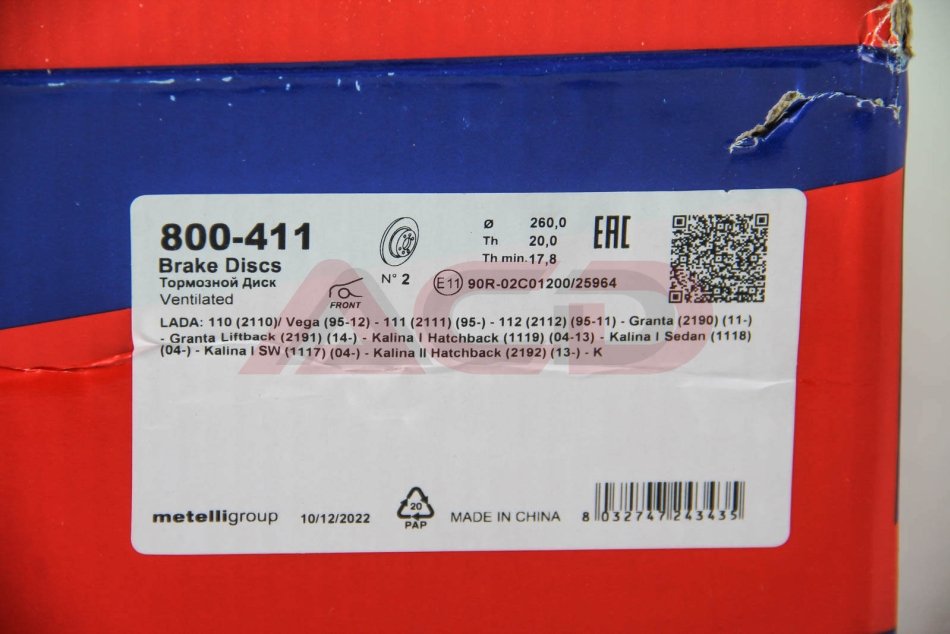 800-411
Brake Discs
Тормозной Диск
Ventilated
N° 2
FRONT
Ø 260,0
Th 20,0
Th min. 17,8
EAC
E11 90R-02C01200/25964
LADA: 110 (2110)/ Vega (95-12) - 111 (2111) (95-) - 112 (2112) (95-11) - Granta (2190) (11-)
- Granta Liftback (2191) (14-) - Kalina I Hatchback (1119) (04-13) - Kalina I Sedan (1118)
(04-) - Kalina I SW (1117) (04-) - Kalina II Hatchback (2192) (13-) - K
ACD
metelligroup
10/12/2022
20
PAP
MADE IN CHINA
8 032747 243435